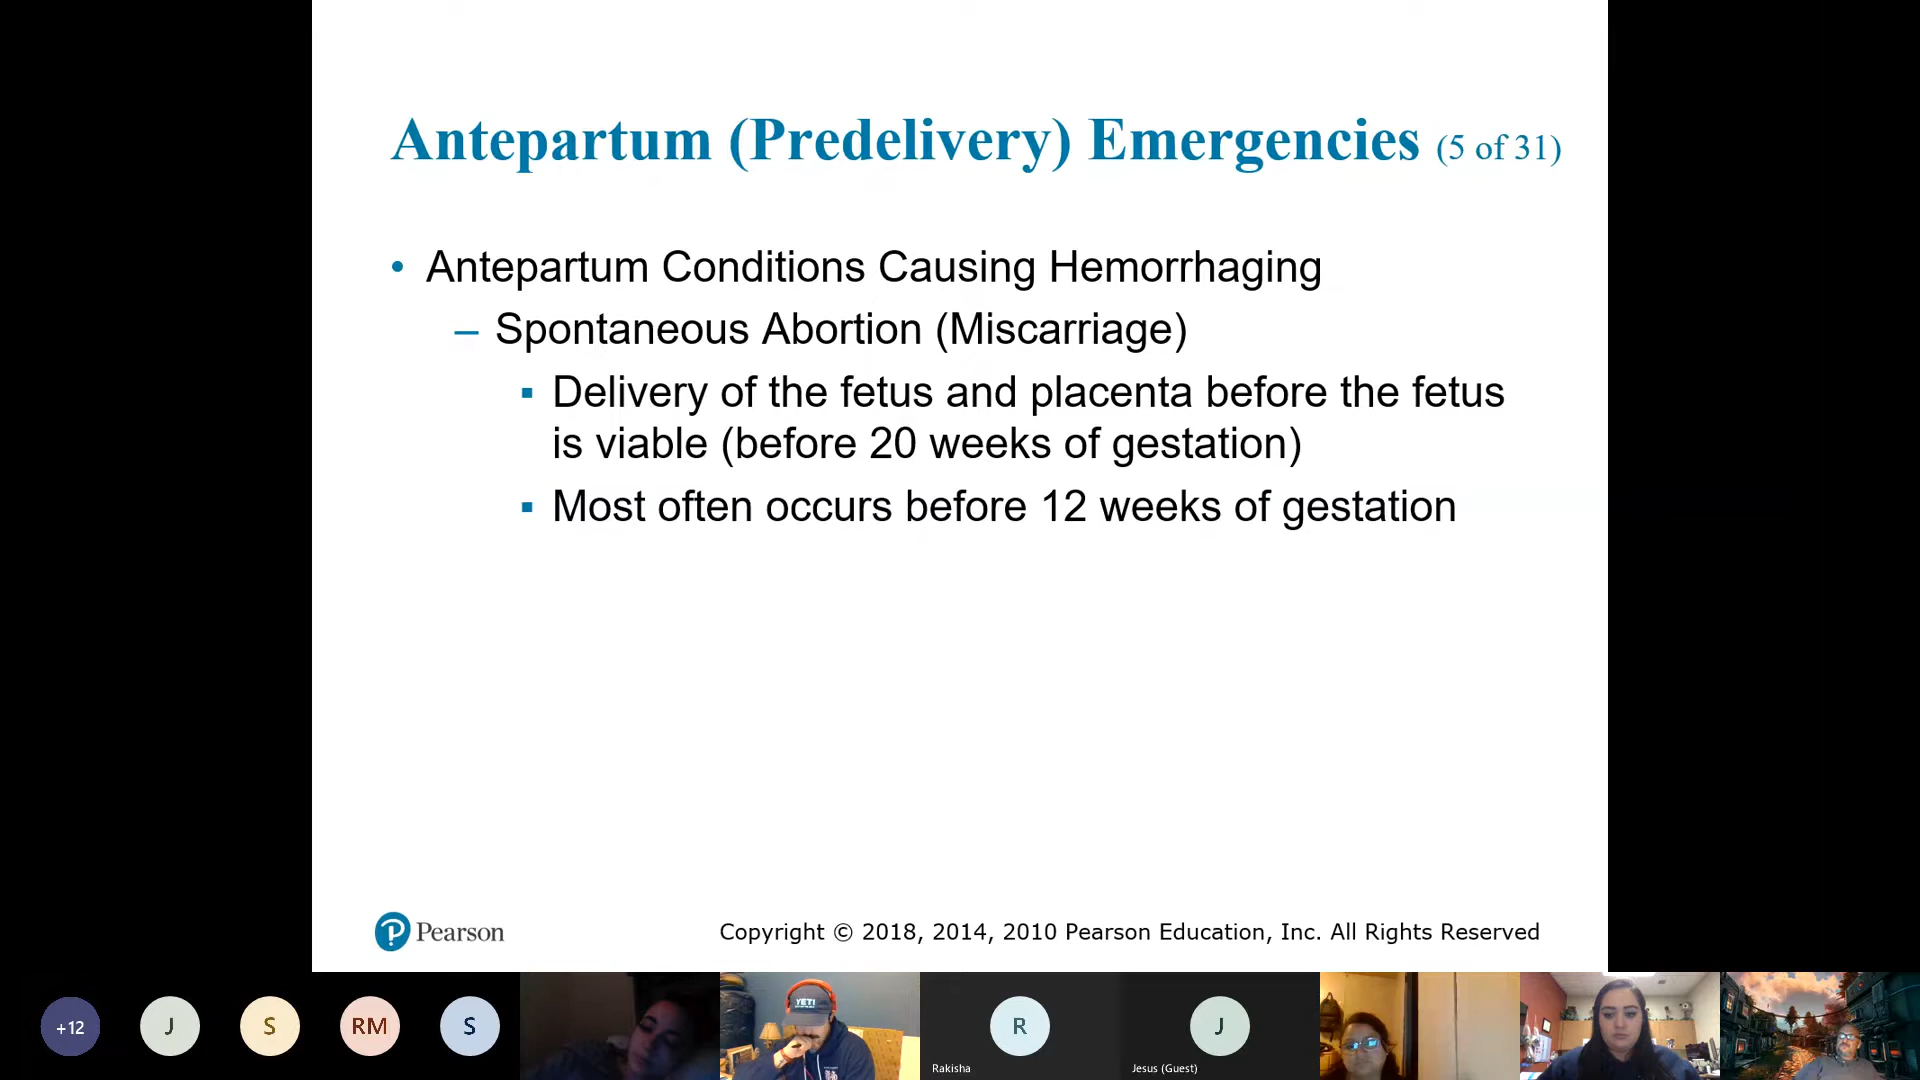 Antepartum (Predelivery) Emergencies (5 of 31)
• Antepartum Conditions Causing Hemorrhaging
– Spontaneous Abortion (Miscarriage)
▪ Delivery of the fetus and placenta before the fetus
is viable (before 20 weeks of gestation)
▪ Most often occurs before 12 weeks of gestation
Pearson
Copyright © 2018, 2014, 2010 Pearson Education, Inc. All Rights Reserved
+12
J
S
RM
S
YETI
R
Rakisha
J
Jesus (Guest)